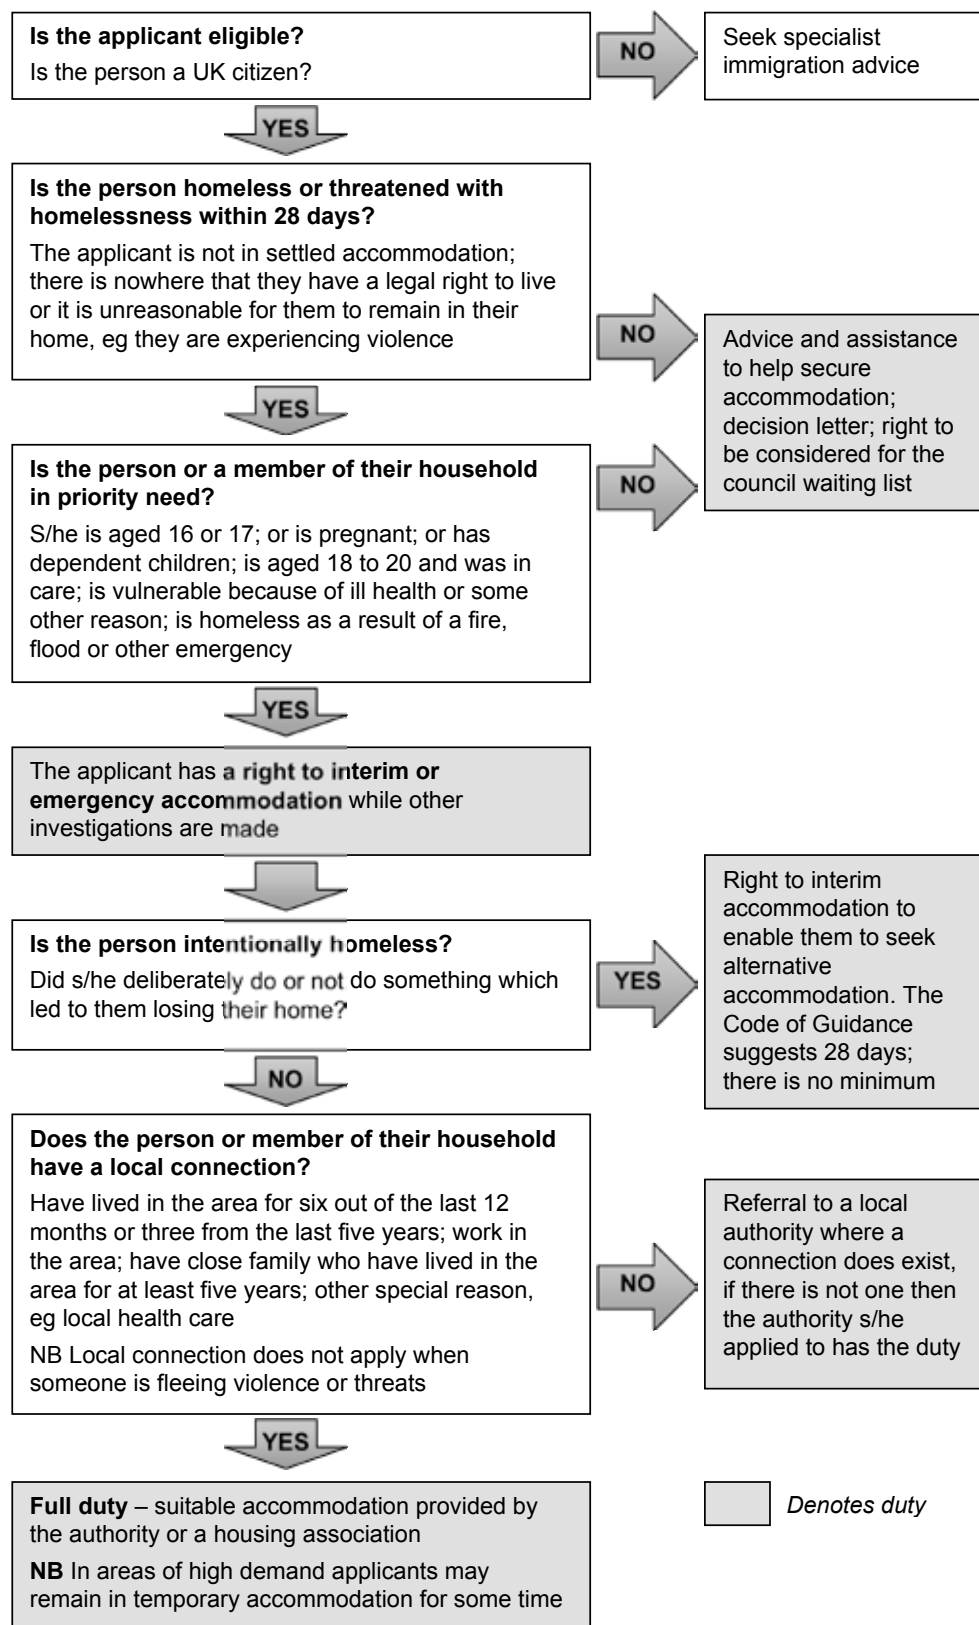 Is the applicant eligible?
Is the person a UK citizen?
NO
Seek specialist
immigration advice
YES
Is the person homeless or threatened with
homelessness within 28 days?
The applicant is not in settled accommodation;
there is nowhere that they have a legal right to live
or it is unreasonable for them to remain in their
home, eg they are experiencing violence
NO
Advice and assistance
to help secure
accommodation;
decision letter; right to
be considered for the
council waiting list
YES
Is the person or a member of their household
in priority need?
S/he is aged 16 or 17; or is pregnant; or has
dependent children; is aged 18 to 20 and was in
care; is vulnerable because of ill health or some
other reason; is homeless as a result of a fire,
flood or other emergency
NO
YES
The applicant has a right to interim or
emergency accommodation while other
investigations are made
Is the person intentionally homeless?
Did s/he deliberately do or not do something which
led to them losing their home?
YES
Right to interim
accommodation to
enable them to seek
alternative
accommodation. The
Code of Guidance
suggests 28 days;
there is no minimum
NO
Does the person or member of their household
have a local connection?
Have lived in the area for six out of the last 12
months or three from the last five years; work in
the area; have close family who have lived in the
area for at least five years; other special reason,
eg local health care
NB Local connection does not apply when
someone is fleeing violence or threats
NO
Referral to a local
authority where a
connection does exist,
if there is not one then
the authority s/he
applied to has the duty
YES
Full duty – suitable accommodation provided by
the authority or a housing association
NB In areas of high demand applicants may
remain in temporary accommodation for some time
Denotes duty